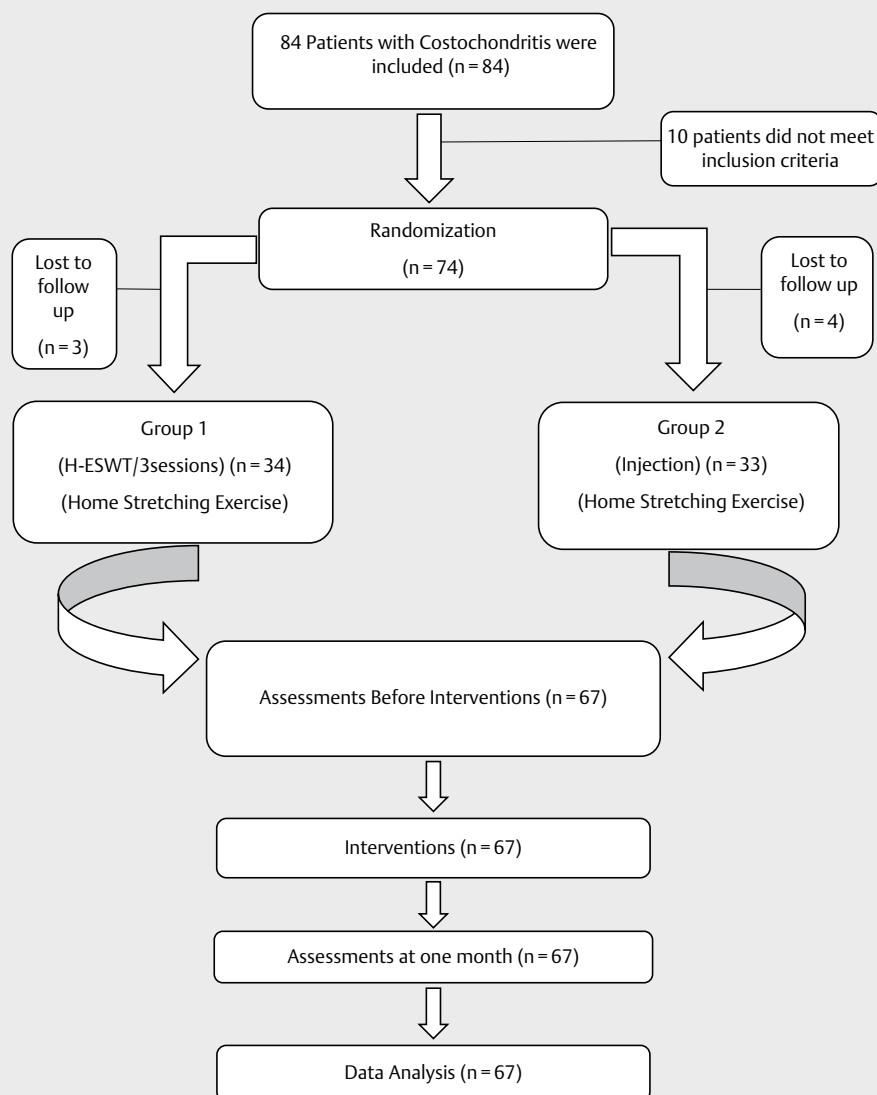 84 Patients with Costochondritis were
included (n = 84)
10 patients did not meet
inclusion criteria
Randomization
(n = 74)
Lost to
follow
up
(n = 3)
Lost to
follow up
(n = 4)
Group 1
(H-ESWT/3sessions) (n = 34)
(Home Stretching Exercise)
Group 2
(Injection) (n = 33)
(Home Stretching Exercise)
Assessments Before Interventions (n = 67)
Interventions (n = 67)
Assessments at one month (n = 67)
Data Analysis (n = 67)